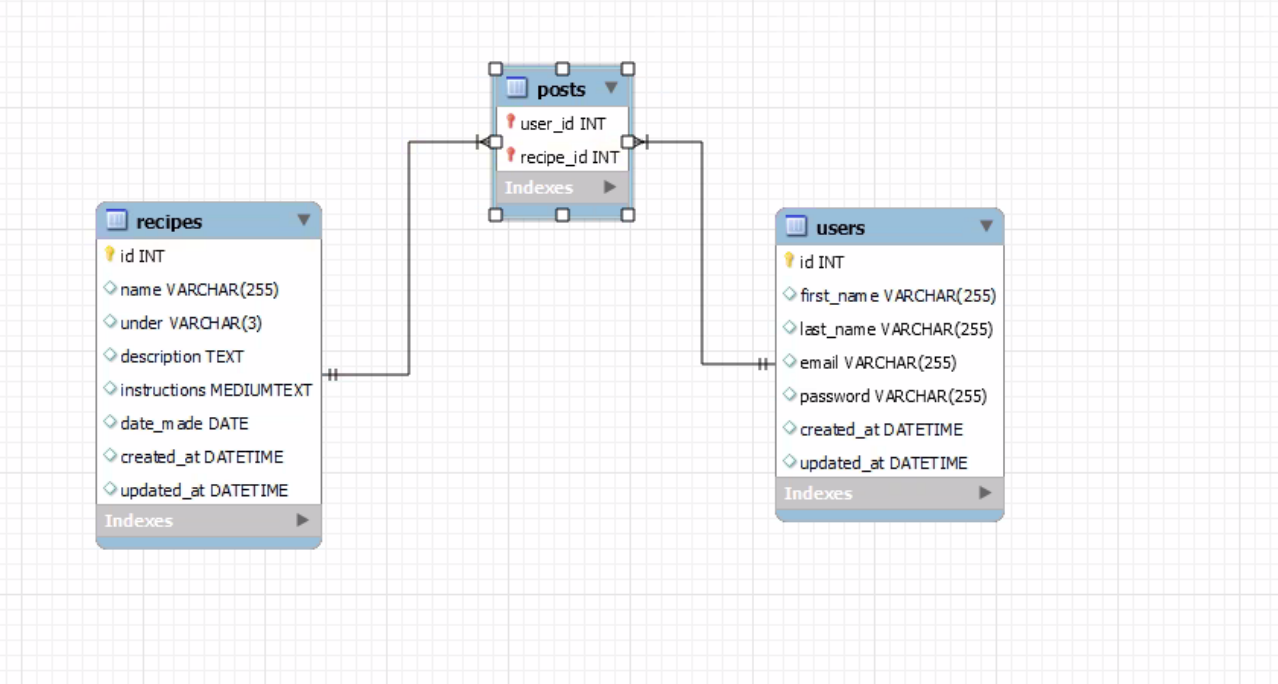 posts
user_id INT
recipe_id INT
Indexes
recipes
id INT
name VARCHAR(255)
under VARCHAR(3)
description TEXT
instructions MEDIUMTEXT
date_made DATE
created_at DATETIME
updated_at DATETIME
Indexes
users
id INT
first_name VARCHAR(255)
last_name VARCHAR(255)
email VARCHAR(255)
password VARCHAR(255)
created_at DATETIME
updated_at DATETIME
Indexes